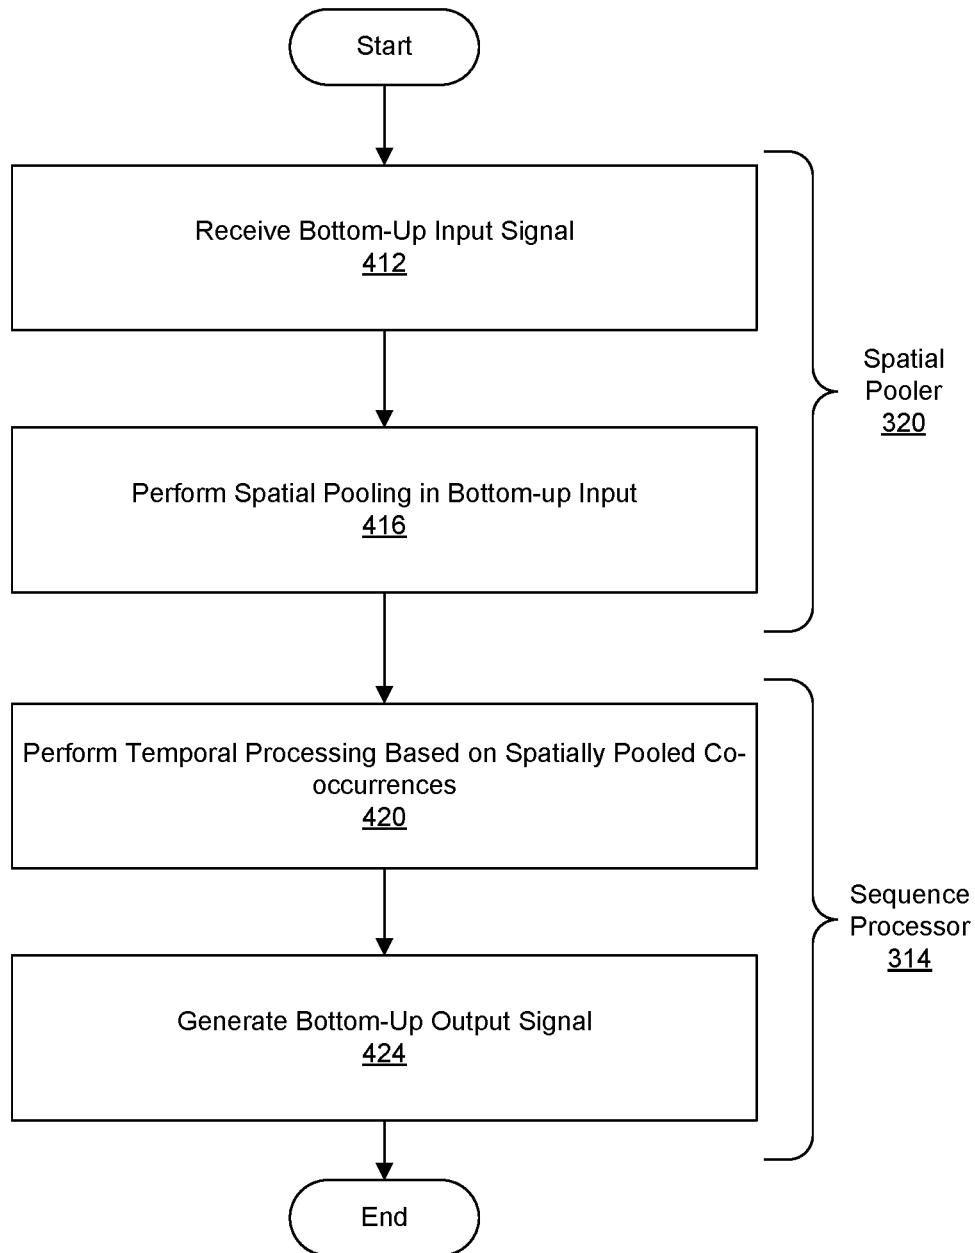 Start
Receive Bottom-Up Input Signal
412
Perform Spatial Pooling in Bottom-up Input
416
Spatial
Pooler
320
Perform Temporal Processing Based on Spatially Pooled Co-
occurrences
420
Generate Bottom-Up Output Signal
424
Sequence
Processor
314
End